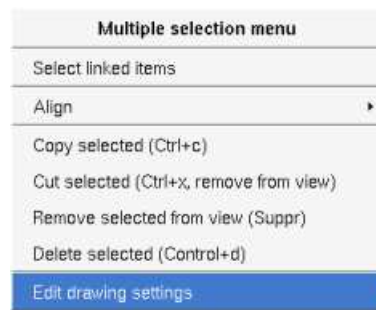 Multiple selection menu
Select linked items
Align
Copy selected (Ctrl+c)
Cut selected (Ctrl+x, remove from view)
Remove selected from view (Suppr)
Delete selected (Control+d)
Edit drawing settings